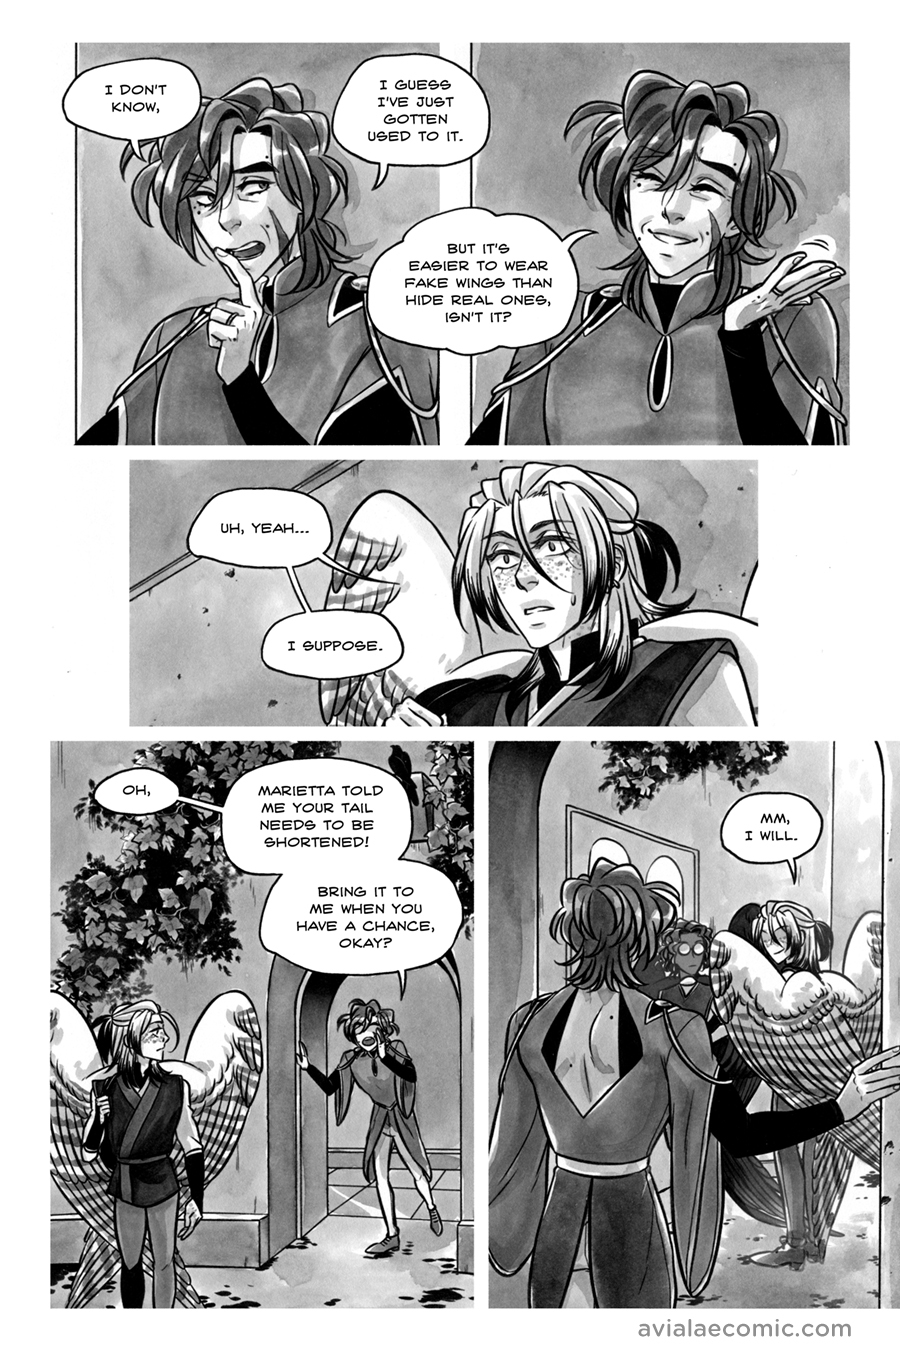 I DON'T
KNOW,
I GUESS
I'VE JUST
GOTTEN
USED TO IT.
BUT IT'S
EASIER TO WEAR
FAKE WINGS THAN
HIDE REAL ONES,
ISN'T IT?
UH, YEAH...
I SUPPOSE.
OH,
MARIETTA TOLD
ME YOUR TAIL
NEEDS TO BE
SHORTENED!
BRING IT TO
ME WHEN YOU
HAVE A CHANCE,
OKAY?
MM,
I WILL.
avialaecomic.com